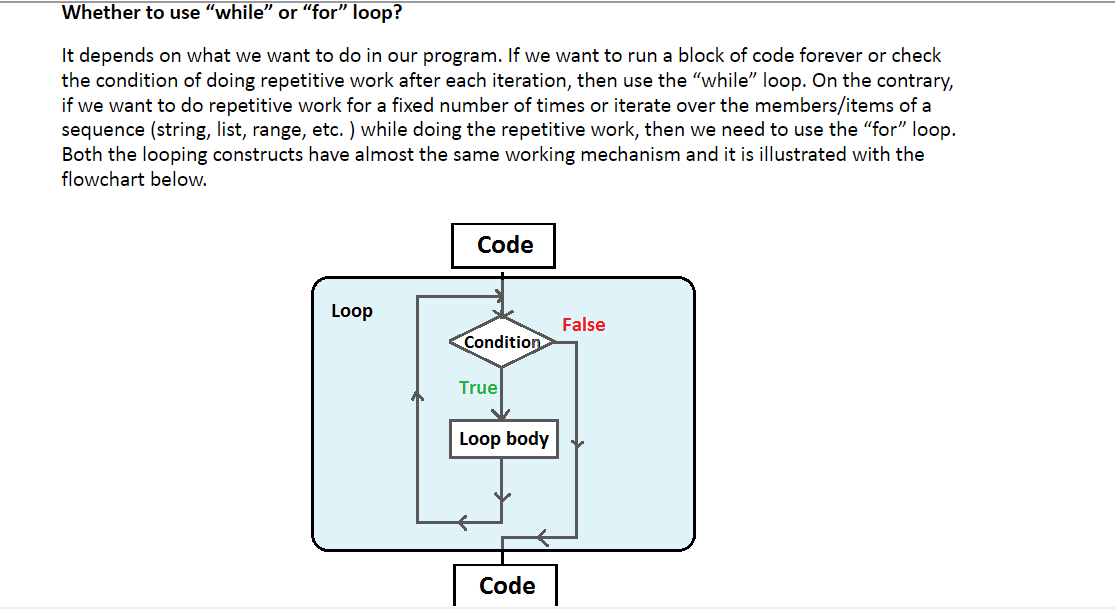 Whether to use “while” or “for” loop?
It depends on what we want to do in our program. If we want to run a block of code forever or check
the condition of doing repetitive work after each iteration, then use the “while” loop. On the contrary,
if we want to do repetitive work for a fixed number of times or iterate over the members/items of a
sequence (string, list, range, etc. ) while doing the repetitive work, then we need to use the “for” loop.
Both the looping constructs have almost the same working mechanism and it is illustrated with the
flowchart below.
Code
Loop
False
Condition
True
Loop body
Code